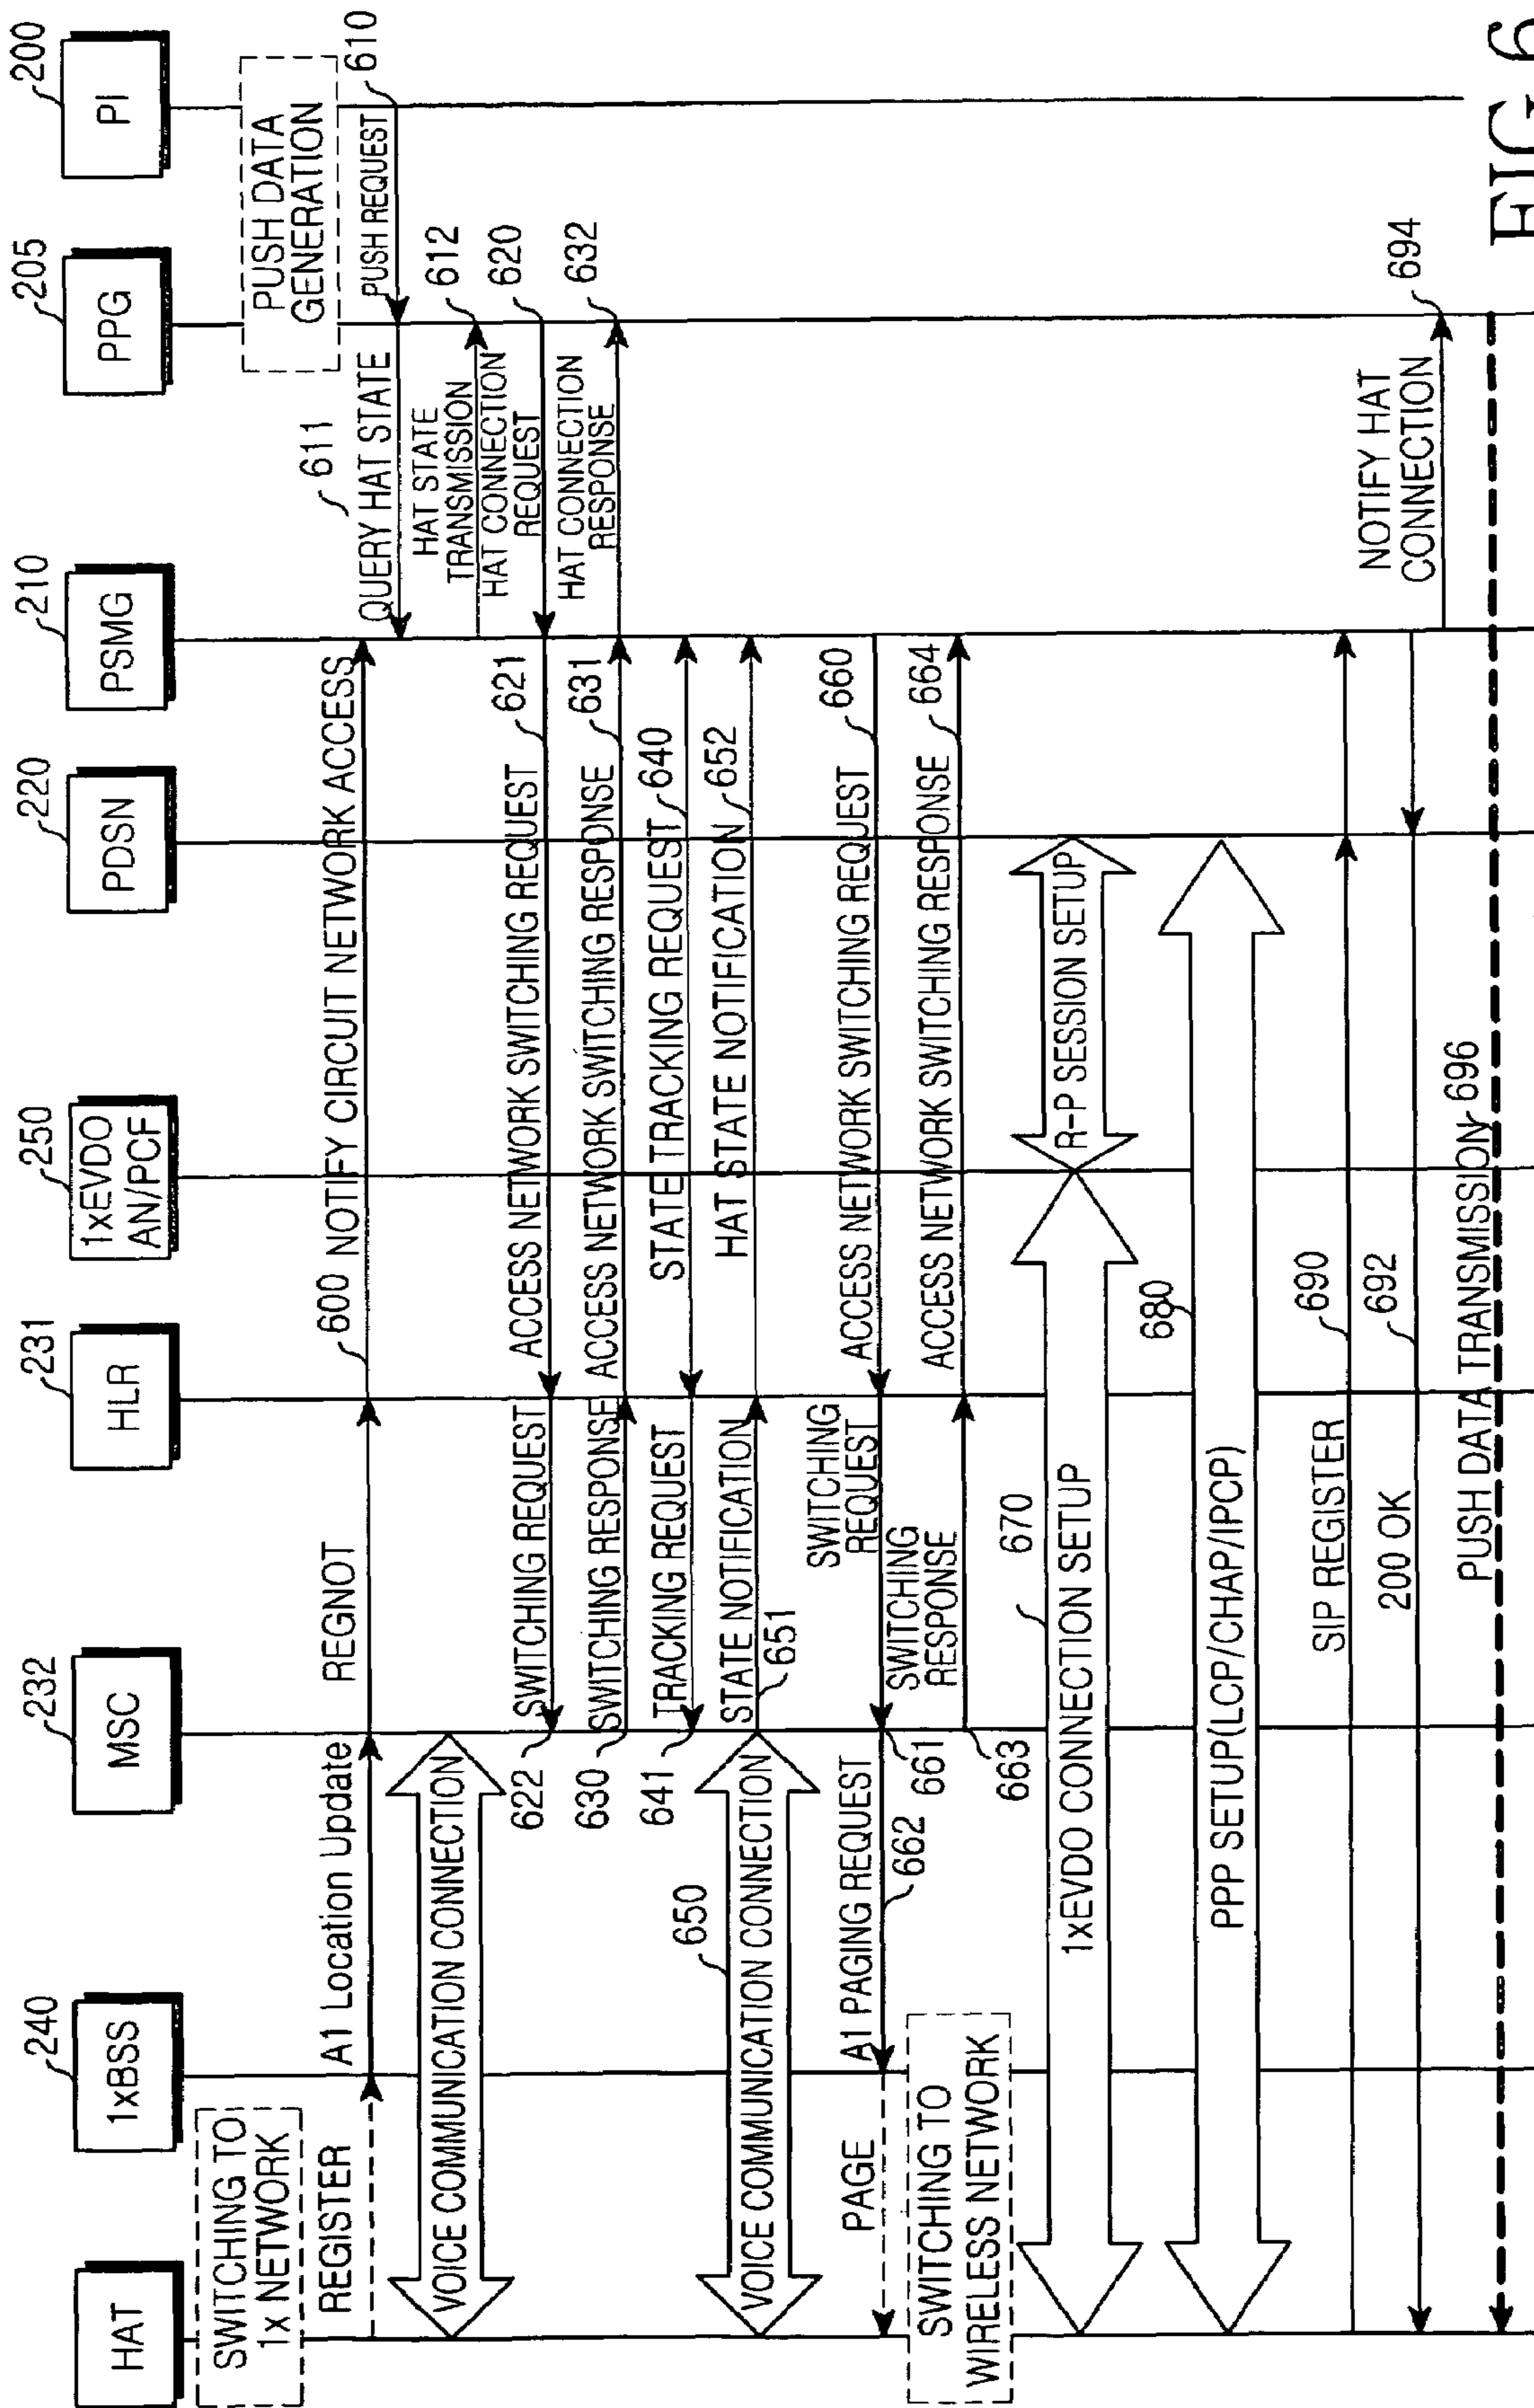 HAT
1xBSS
240
MSC
232
HLR
231
1xEVDO
AN/PCF
250
PDSN
220
PSMG
210
PPG
205
PI
200
SWITCHING TO
1x NETWORK
PUSH DATA
GENERATION
REGISTER
A1 Location Update
REGNOT
600 NOTIFY CIRCUIT NETWORK ACCESS
VOICE COMMUNICATION CONNECTION
QUERY HAT STATE
611
PUSH REQUEST
610
HAT STATE
TRANSMISSION
612
HAT CONNECTION
REQUEST
620
622
SWITCHING REQUEST
ACCESS NETWORK SWITCHING REQUEST
621
HAT CONNECTION
RESPONSE
632
630
SWITCHING RESPONSE
ACCESS NETWORK SWITCHING RESPONSE
631
641
TRACKING REQUEST
STATE TRACKING REQUEST
640
650
VOICE COMMUNICATION CONNECTION
STATE NOTIFICATION
651
HAT STATE NOTIFICATION
652
PAGE
A1 PAGING REQUEST
662
661
SWITCHING
REQUEST
ACCESS NETWORK SWITCHING REQUEST
660
SWITCHING TO
WIRELESS NETWORK
663
SWITCHING
RESPONSE
ACCESS NETWORK SWITCHING RESPONSE
664
1xEVDO CONNECTION SETUP
670
R-P SESSION SETUP
PPP SETUP(LCP/CHAP/IPCP)
680
SIP REGISTER
690
200 OK
692
NOTIFY HAT
CONNECTION
694
PUSH DATA TRANSMISSION
696
FIG.6